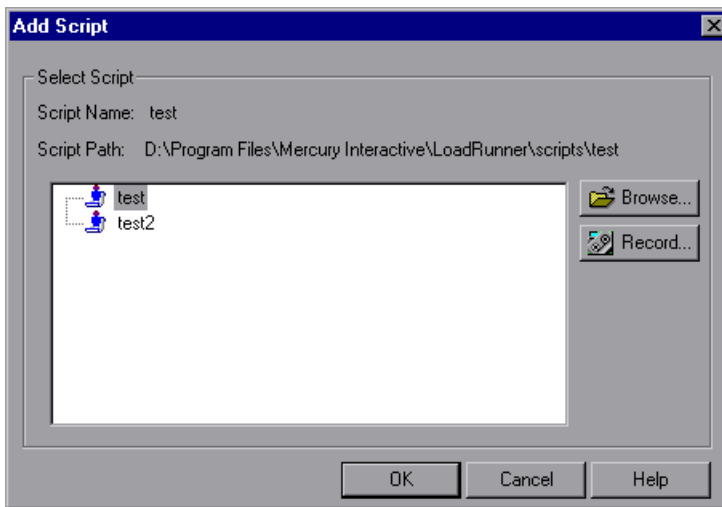 Add Script
Select Script
Script Name: test
Script Path: D:\Program Files\Mercury Interactive\LoadRunner\scripts\test
test
test2
Browse...
Record...
OK Cancel Help